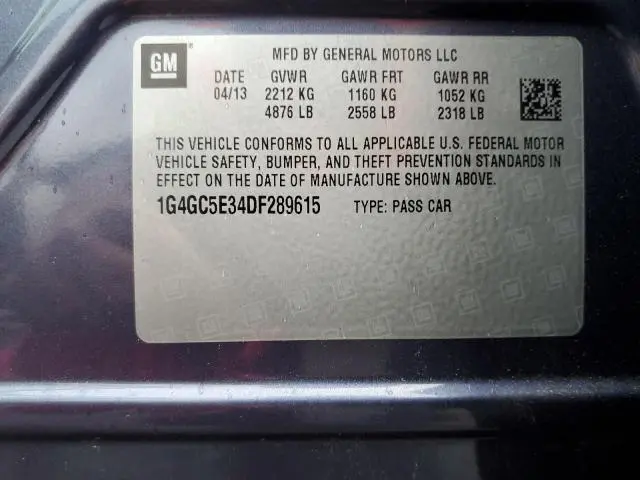 GM ®
MFD BY GENERAL MOTORS LLC
DATE GVWR GAWR FRT GAWR RR
04/13 2212 KG 1160 KG 1052 KG
4876 LB 2558 LB 2318 LB
THIS VEHICLE CONFORMS TO ALL APPLICABLE U.S. FEDERAL MOTOR
VEHICLE SAFETY, BUMPER, AND THEFT PREVENTION STANDARDS IN
EFFECT ON THE DATE OF MANUFACTURE SHOWN ABOVE.
1G4GC5E34DF289615 TYPE: PASS CAR